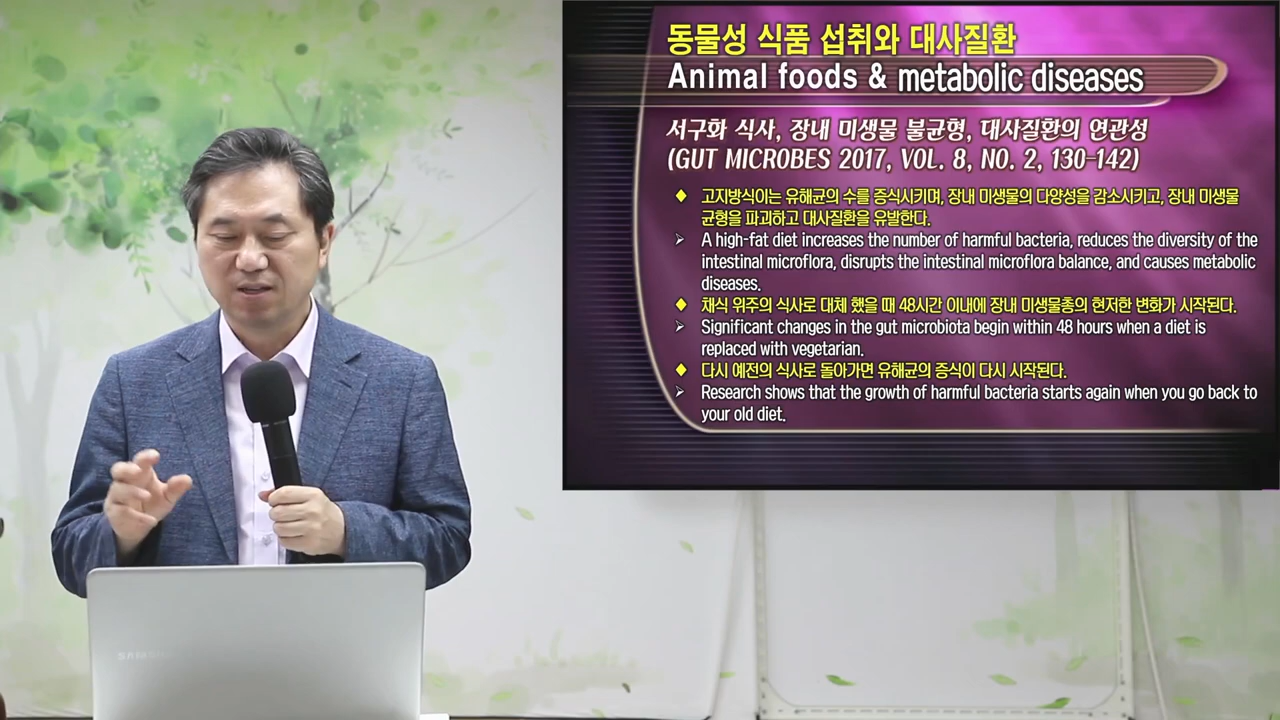 동물성 식품 섭취와 대사질환
Animal foods & metabolic diseases
서구화 식사, 장내 미생물 불균형, 대사질환의 연관성
(GUT MICROBES 2017, VOL. 8, NO. 2, 130-142)
◆ 고지방식이는 유해균의 수를 증식시키며, 장내 미생물의 다양성을 감소시키고, 장내 미생물
균형을 파괴하고 대사질환을 유발한다.
➢ A high-fat diet increases the number of harmful bacteria, reduces the diversity of the
intestinal microflora, disrupts the intestinal microflora balance, and causes metabolic
diseases.
◆ 채식 위주의 식사로 대체 했을 때 48시간 이내에 장내 미생물총의 현저한 변화가 시작된다.
➢ Significant changes in the gut microbiota begin within 48 hours when a diet is
replaced with vegetarian.
◆ 다시 예전의 식사로 돌아가면 유해균의 증식이 다시 시작된다.
➢ Research shows that the growth of harmful bacteria starts again when you go back to
your old diet.
SAMSUNG